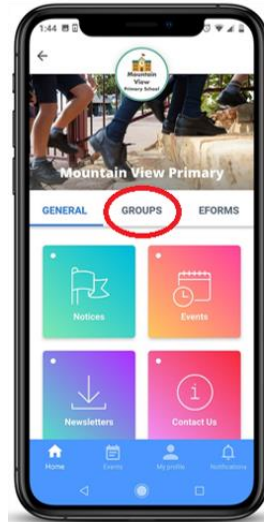 1:44
Mountain
View
Primary School
Mountain View Primary
GENERAL GROUPS EFORMS
Notices Events
Newsletters Contact Us
Home Events My profile Notifications